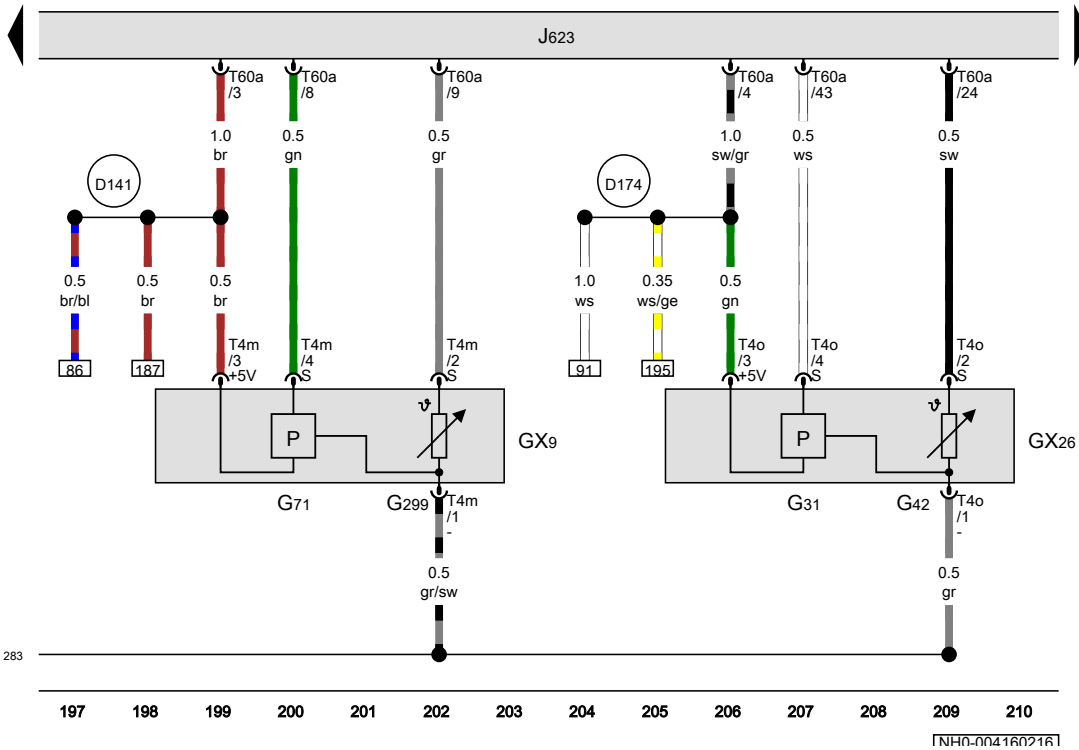 J623
T60a T60a T60a T60a T60a T60a
/3 /8 /9 /4 /43 /24
1.0 0.5 0.5 1.0 0.5 0.5
br gn gr sw/gr ws sw
D141 D174
0.5 0.5 0.5 1.0 0.35 0.5
br/bl br br ws ws/ge gn
T4m T4m T4m T4o T4o T4o
/3 /4 /2 /3 /4 /2
86 187 +5V S S 91 195 +5V S S
ϑ ϑ
P GX9 P GX26
G71 G299 T4m G31 G42 T4o
/1 /1
- -
0.5 0.5
gr/sw gr
283
197 198 199 200 201 202 203 204 205 206 207 208 209 210
NH0-004160216